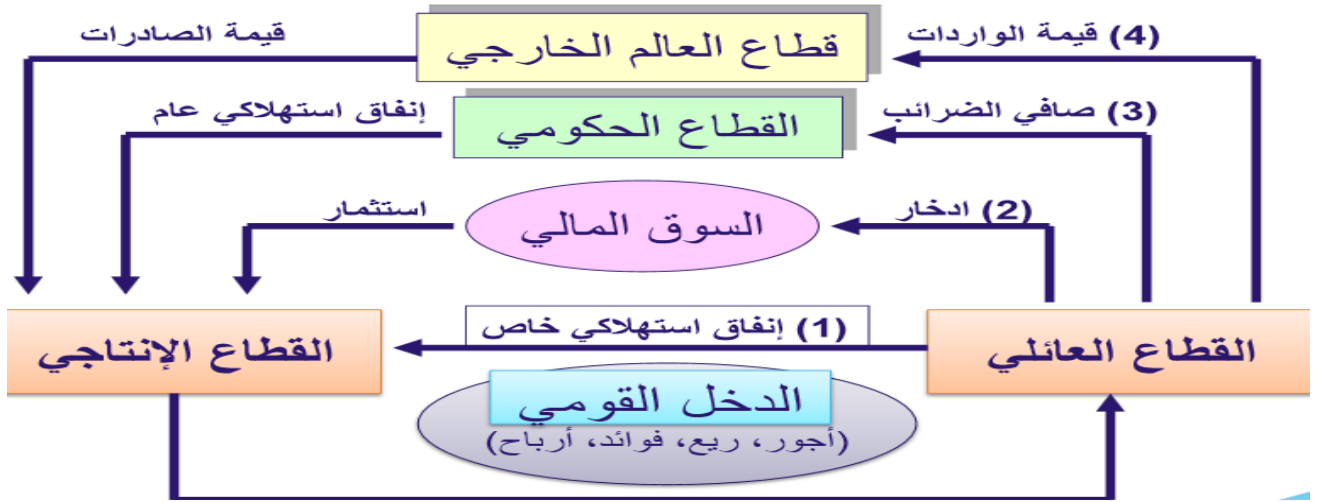 (4) قيمة الواردات
قطاع العالم الخارجي
قيمة الصادرات
(3) صافي الضرائب
القطاع الحكومي
إنفاق استهلاكي عام
(2) ادخار
السوق المالي
استثمار
القطاع العائلي
(1) إنفاق استهلاكي خاص
القطاع الإنتاجي
الدخل القومي
(أجور، ريع، فوائد، أرباح)